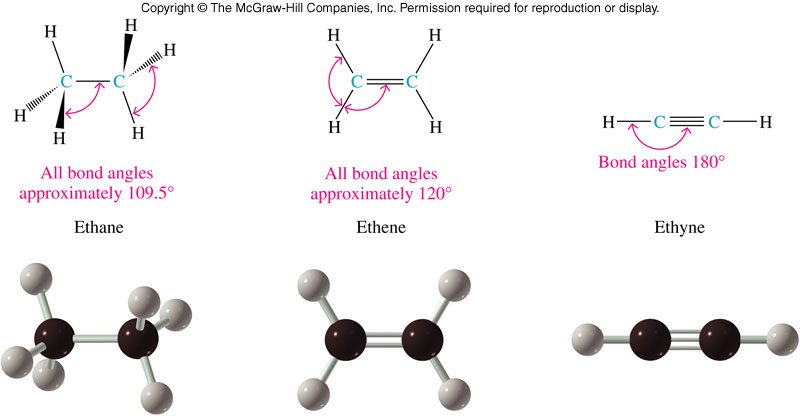 Copyright © The McGraw-Hill Companies, Inc. Permission required for reproduction or display.
H
H
H
C
C
H
H
H
All bond angles
approximately 109.5°
Ethane
H
H
C
C
H
H
All bond angles
approximately 120°
Ethene
H
C
C
H
Bond angles 180°
Ethyne